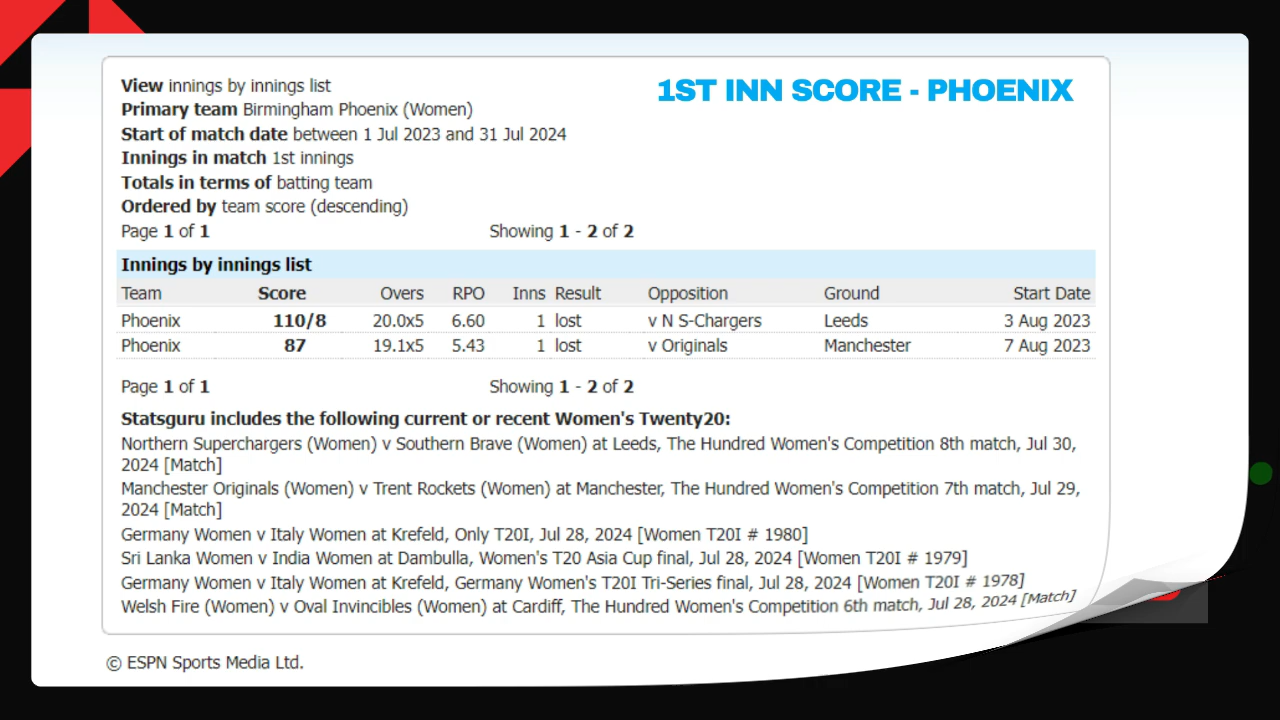 1ST INN SCORE - PHOENIX
View innings by innings list
Primary team Birmingham Phoenix (Women)
Start of match date between 1 Jul 2023 and 31 Jul 2024
Innings in match 1st innings
Totals in terms of batting team
Ordered by team score (descending)
Page 1 of 1 Showing 1 - 2 of 2
Innings by innings list
Team Score Overs RPO Inns Result Opposition Ground Start Date
Phoenix 110/8 20.0x5 6.60 1 lost v N S-Chargers Leeds 3 Aug 2023
Phoenix 87 19.1x5 5.43 1 lost v Originals Manchester 7 Aug 2023
Page 1 of 1 Showing 1 - 2 of 2
Statsguru includes the following current or recent Women's Twenty20:
Northern Superchargers (Women) v Southern Brave (Women) at Leeds, The Hundred Women's Competition 8th match, Jul 30,
2024 [Match]
Manchester Originals (Women) v Trent Rockets (Women) at Manchester, The Hundred Women's Competition 7th match, Jul 29,
2024 [Match]
Germany Women v Italy Women at Krefeld, Only T20I, Jul 28, 2024 [Women T20I # 1980]
Sri Lanka Women v India Women at Dambulla, Women's T20 Asia Cup final, Jul 28, 2024 [Women T20I # 1979]
Germany Women v Italy Women at Krefeld, Germany Women's T20I Tri-Series final, Jul 28, 2024 [Women T20I # 1978]
Welsh Fire (Women) v Oval Invincibles (Women) at Cardiff, The Hundred Women's Competition 6th match, Jul 28, 2024 [Match]
© ESPN Sports Media Ltd.